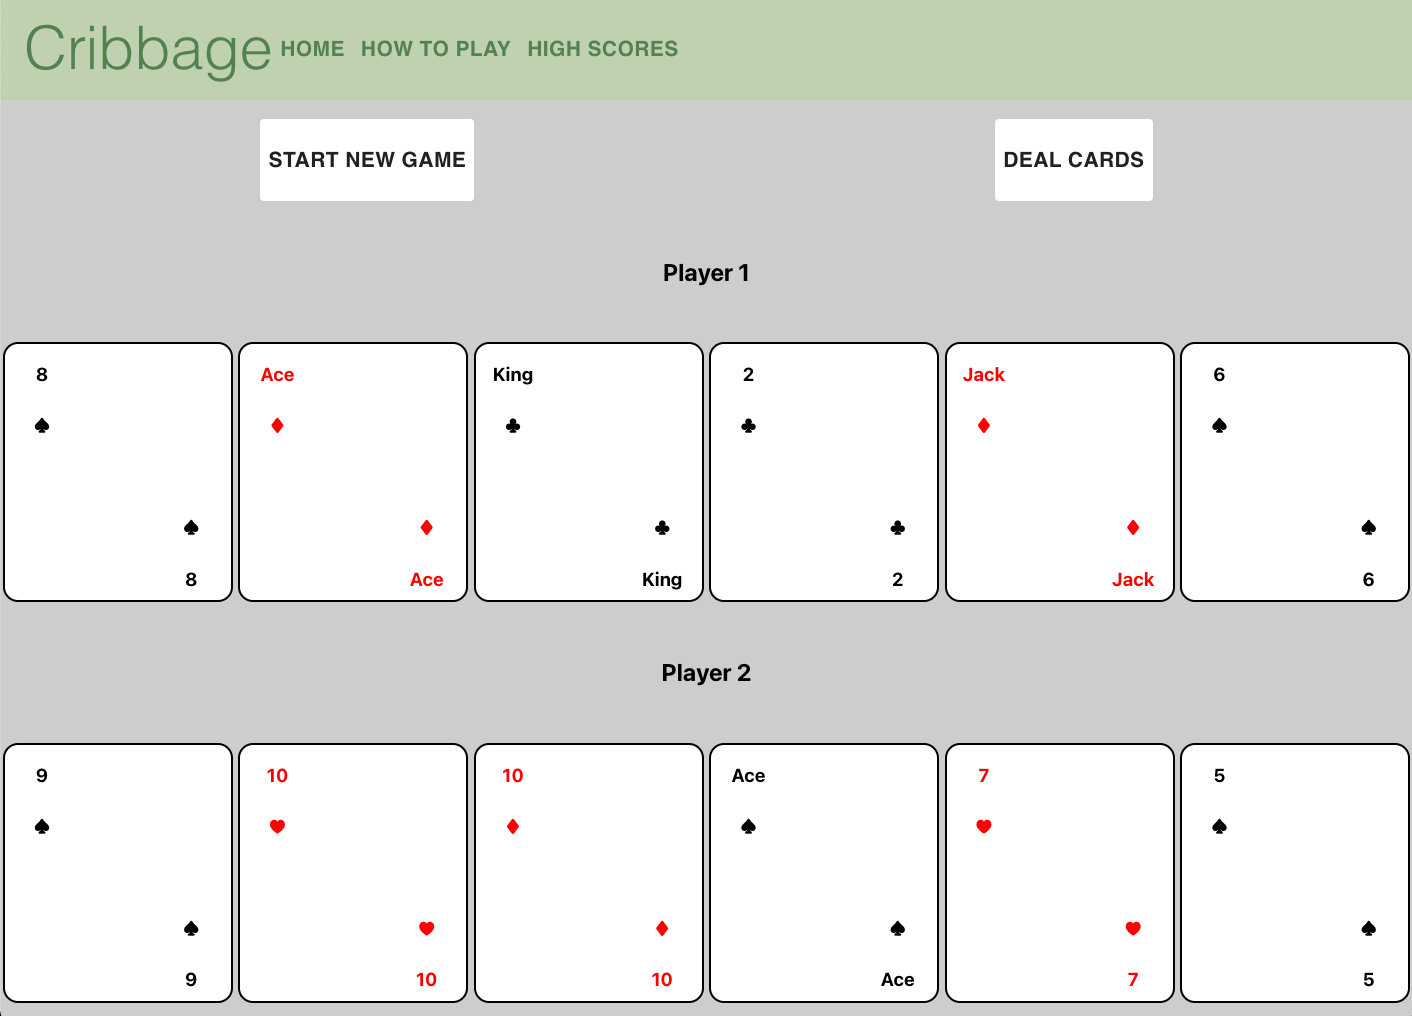 Cribbage HOME HOW TO PLAY HIGH SCORES
START NEW GAME DEAL CARDS
Player 1
8 Ace King 2 Jack 6
♠ ♦ ♣ ♣ ♦ ♠
♠ ♦ ♣ ♣ ♦ ♠
8 Ace King 2 Jack 6
Player 2
9 10 10 Ace 7 5
♠ ♥ ♦ ♠ ♥ ♠
♠ ♥ ♦ ♠ ♥ ♠
9 10 10 Ace 7 5